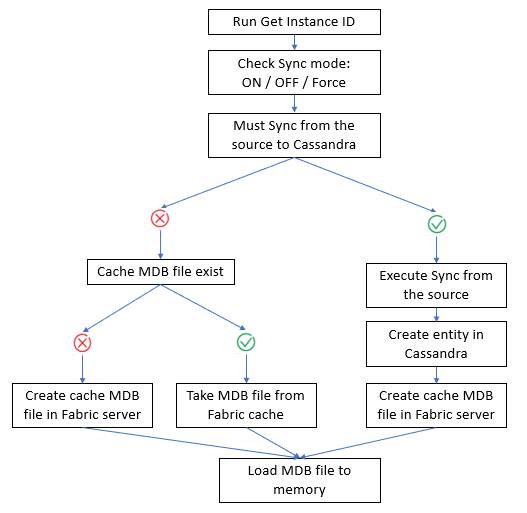 Run Get Instance ID
Check Sync mode:
ON / OFF / Force
Must Sync from the
source to Cassandra
Cache MDB file exist
Execute Sync from
the source
Create entity in
Cassandra
Create cache MDB
file in Fabric server
Take MDB file from
Fabric cache
Create cache MDB
file in Fabric server
Load MDB file to
memory